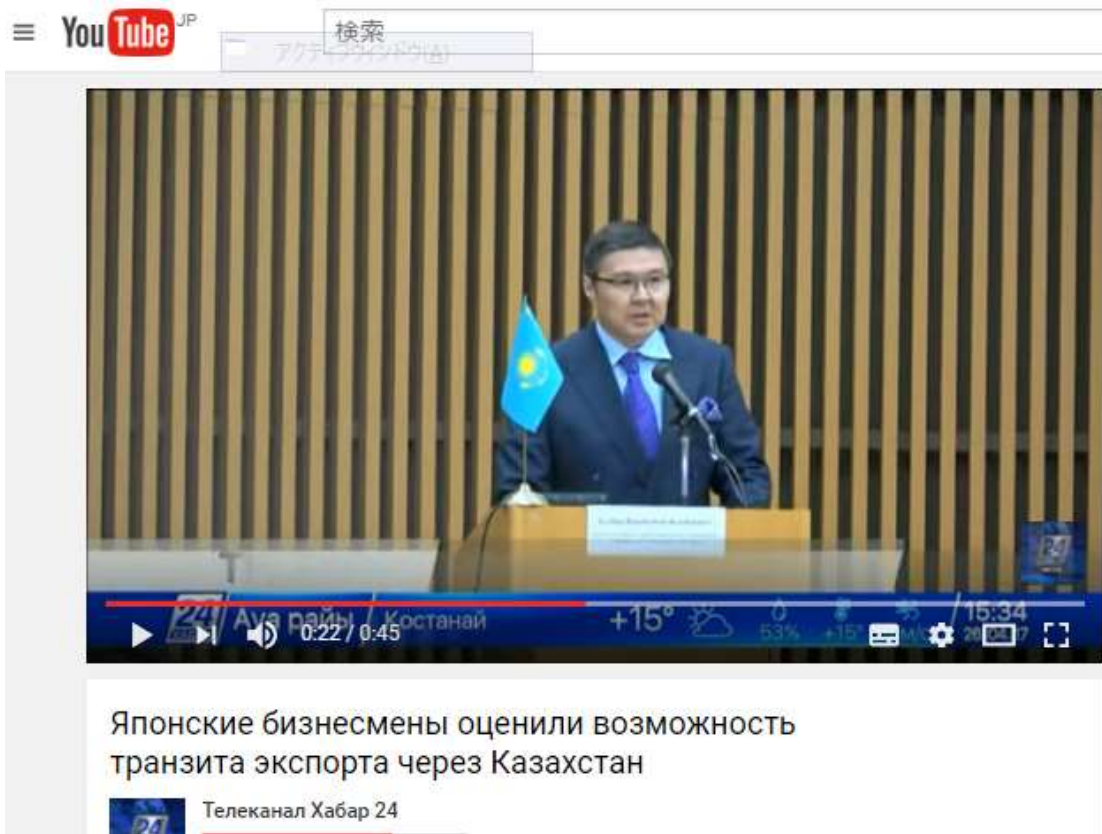 YouTube JP
検索
アクティブウィンドウ(A)
24
24 Ауа райы / Костанай +15° 53% +15° м/с 15:34
0:22 / 0:45
Японские бизнесмены оценили возможность
транзита экспорта через Казахстан
24
Телеканал Хабар 24